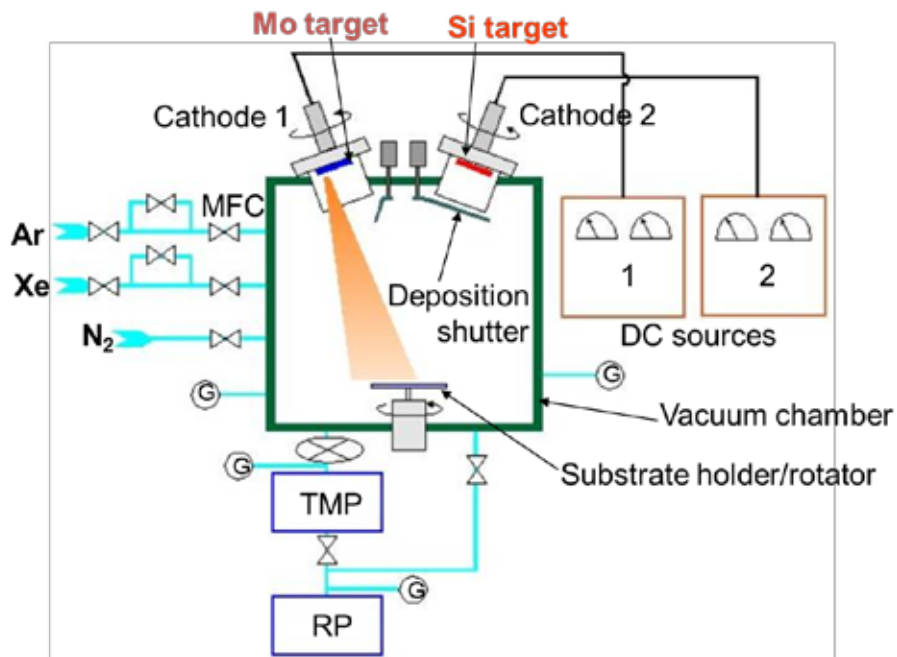 Mo target
Si target
Cathode 1
Cathode 2
MFC
Ar
Xe
N₂
Deposition
shutter
1
2
DC sources
G
G
Vacuum chamber
Substrate holder/rotator
G
TMP
G
RP